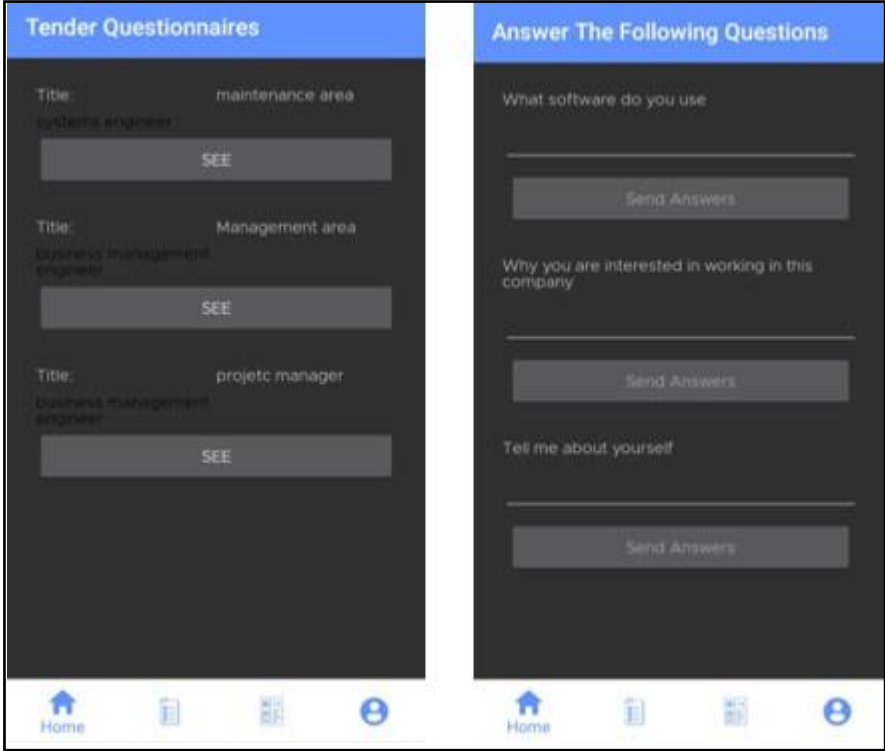 Tender Questionnaires
Title: maintenance area
systems engineer
SEE
Title: Management area
business management
engineer
SEE
Title: projetc manager
business management
engineer
SEE
Home
Answer The Following Questions
What software do you use
Send Answers
Why you are interested in working in this
company
Send Answers
Tell me about yourself
Send Answers
Home